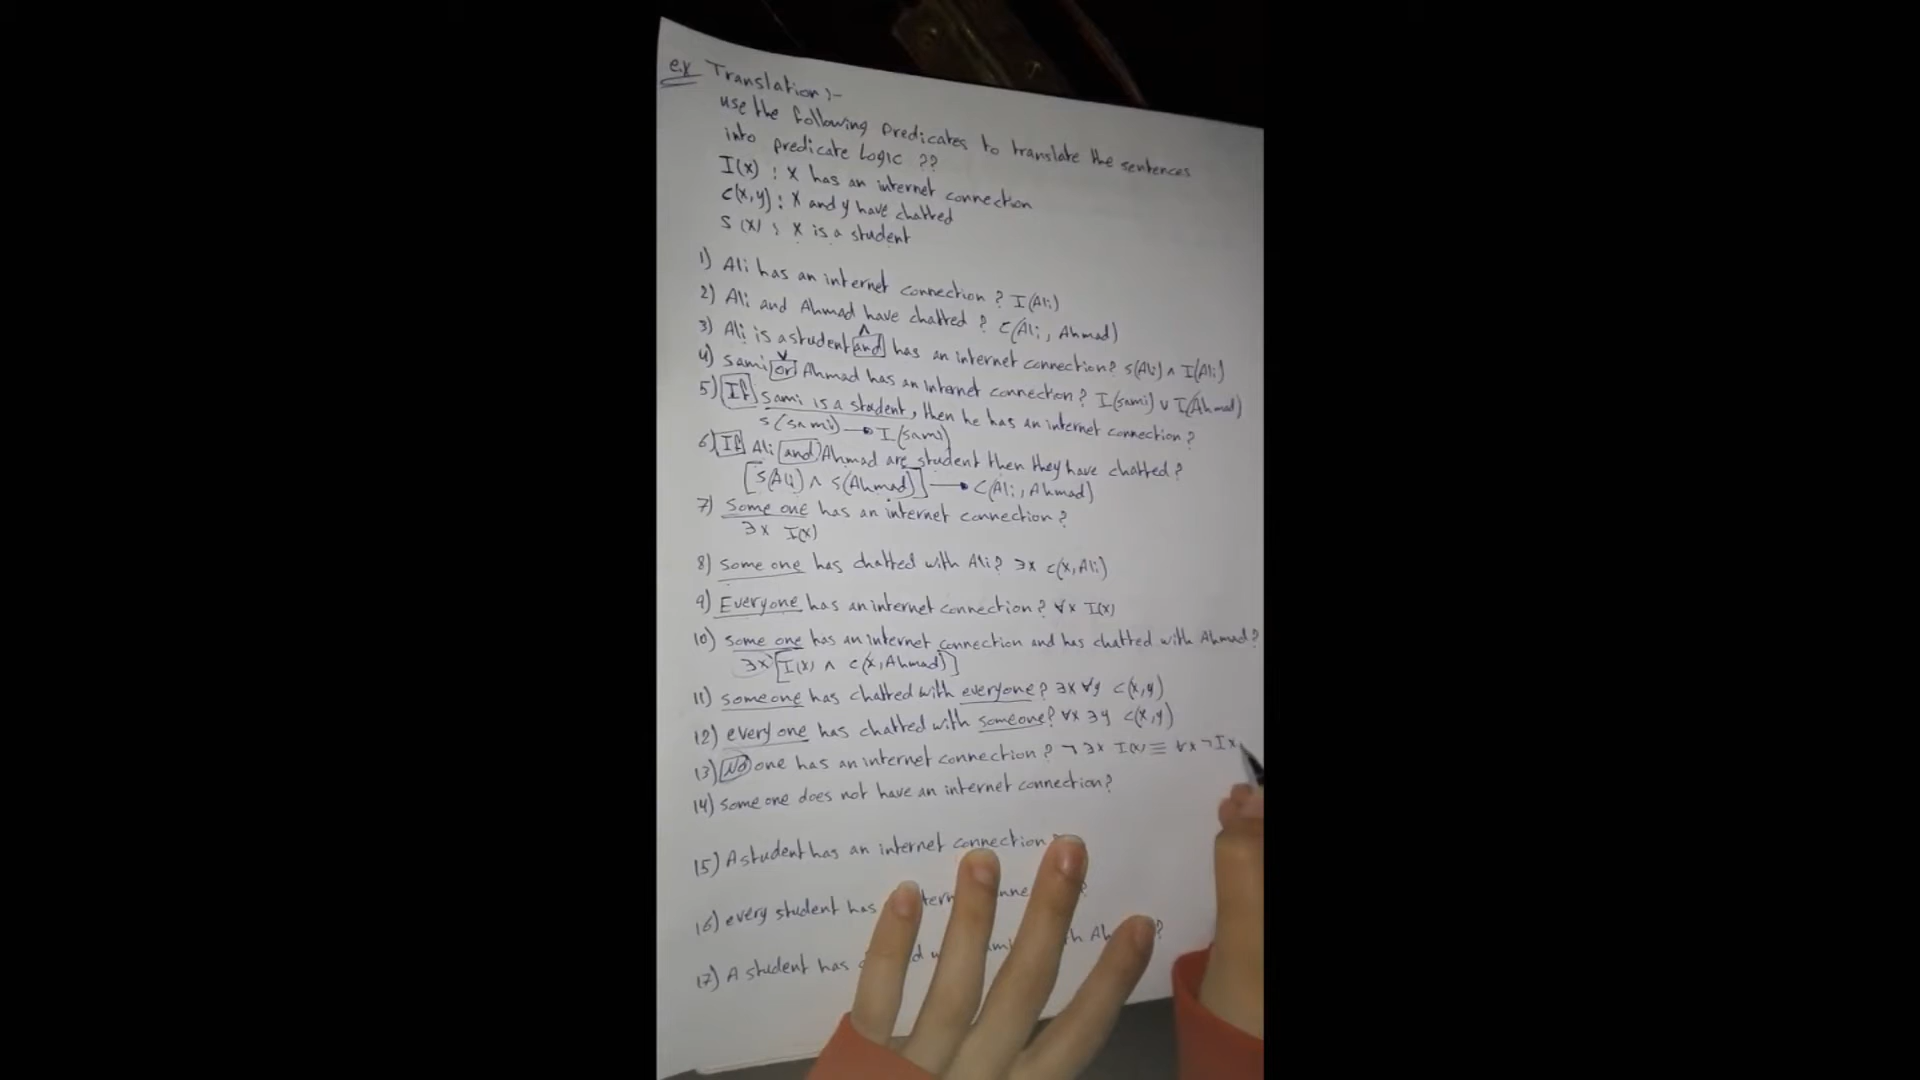 ex Translation:-
use the following predicates to translate the sentences
into predicate logic ??
I(x) : x has an internet connection
C(x,y) : x and y have chatted
S(x) : x is a student
1) Ali has an internet connection ? I(Ali)
2) Ali and Ahmad have chatted ? C(Ali, Ahmad)
∧
3) Ali is a student and has an internet connection? S(Ali) ∧ I(Ali)
∨
4) Sami or Ahmad has an internet connection? I(sami) ∨ I(Ahmad)
5) If Sami is a student, then he has an internet connection ?
S(sami) → I(sami)
6) If Ali and Ahmad are student then they have chatted ?
[S(Ali) ∧ S(Ahmad)] → C(Ali, Ahmad)
7) Some one has an internet connection ?
∃x I(x)
8) Some one has chatted with Ali? ∃x C(x, Ali)
9) Everyone has an internet connection? ∀x I(x)
10) some one has an internet connection and has chatted with Ahmad?
∃x [I(x) ∧ C(x, Ahmad)]
11) someone has chatted with everyone? ∃x ∀y C(x,y)
12) every one has chatted with someone? ∀x ∃y C(x,y)
13) No one has an internet connection? ¬∃x I(x) ≡ ∀x ¬Ix
14) some one does not have an internet connection?
15) A student has an internet connection
16) every student has
17) A student has